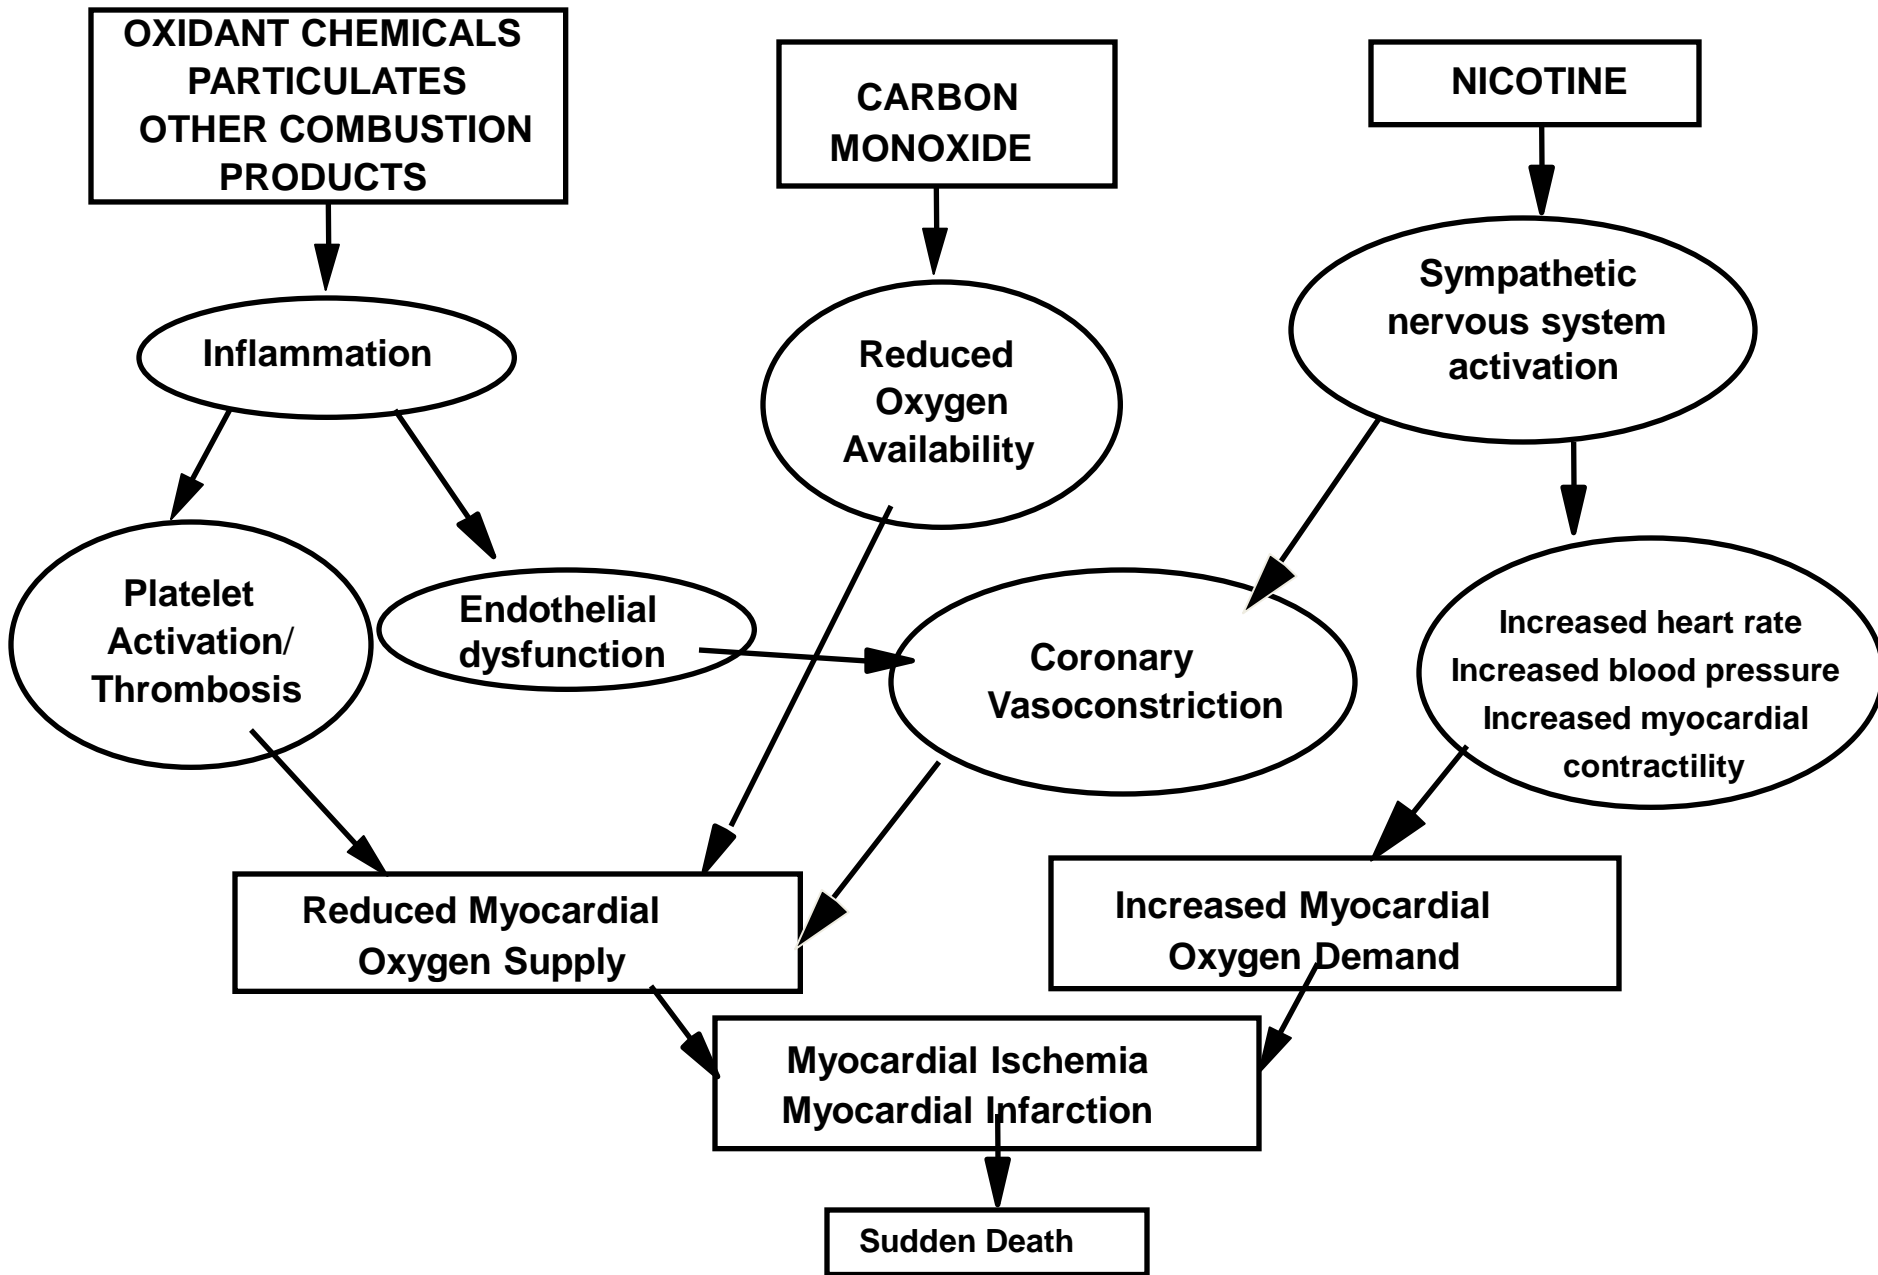 OXIDANT CHEMICALS
PARTICULATES
OTHER COMBUSTION
PRODUCTS
CARBON
MONOXIDE
NICOTINE
Inflammation
Reduced
Oxygen
Availability
Sympathetic
nervous system
activation
Platelet
Activation/
Thrombosis
Endothelial
dysfunction
Coronary
Vasoconstriction
Increased heart rate
Increased blood pressure
Increased myocardial
contractility
Reduced Myocardial
Oxygen Supply
Increased Myocardial
Oxygen Demand
Myocardial Ischemia
Myocardial Infarction
Sudden Death